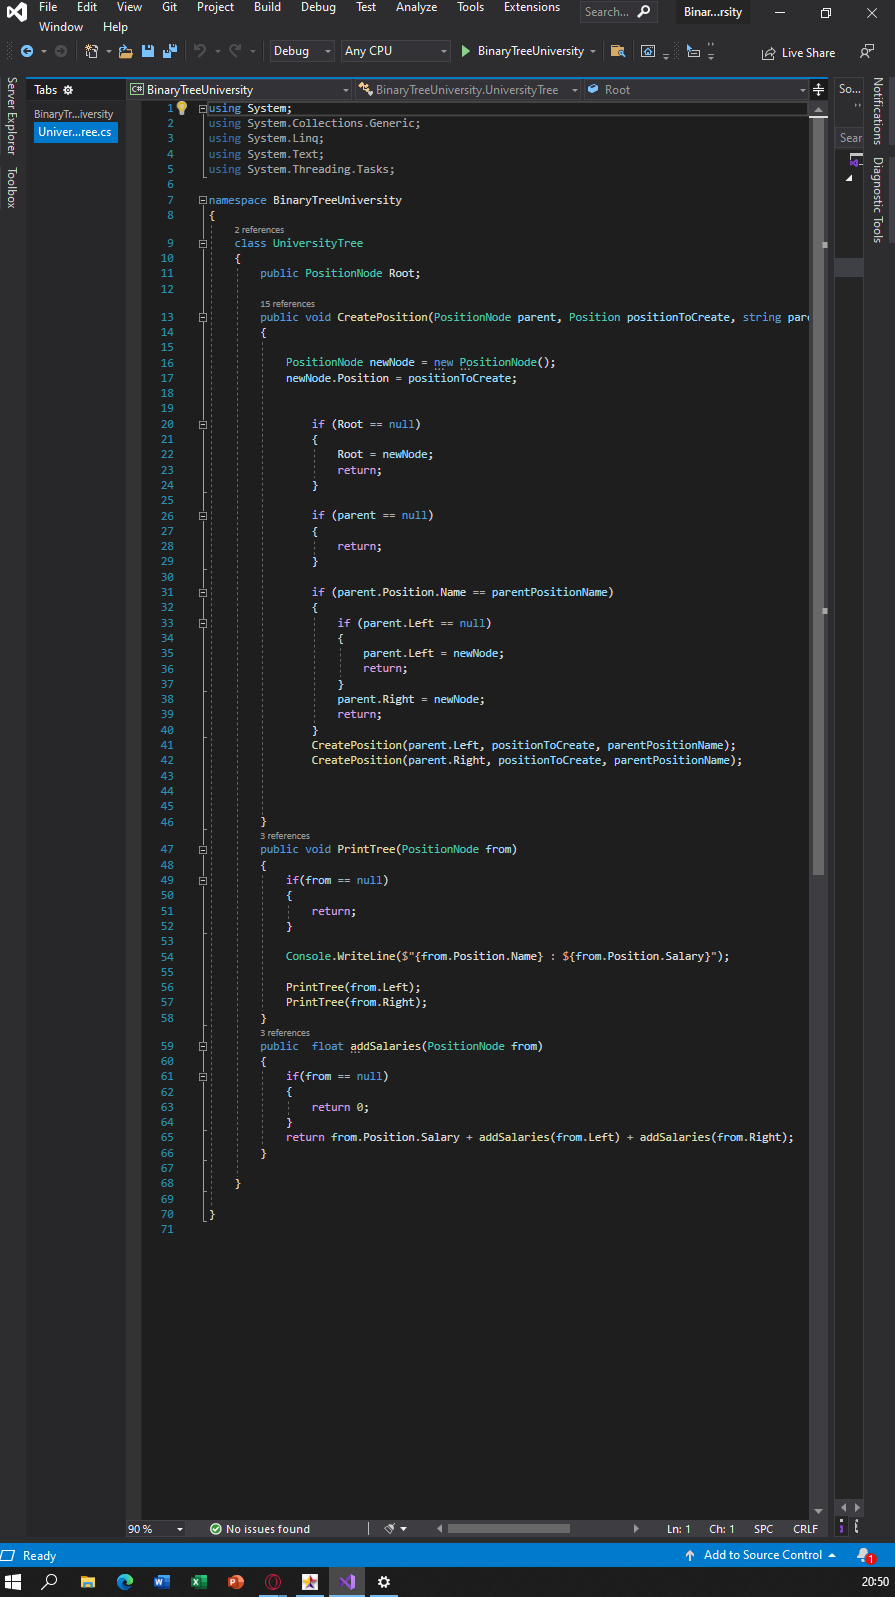 File Edit View Git Project Build Debug Test Analyze Tools Extensions Search... Binar...rsity
Window Help
Debug Any CPU BinaryTreeUniversity Live Share
Server Explorer
Toolbox
Tabs
BinaryTr...iversity
Univer...ree.cs
C# BinaryTreeUniversity BinaryTreeUniversity.UniversityTree Root
So...
Sear
Notifications
Diagnostic Tools
1 using System;
2 using System.Collections.Generic;
3 using System.Linq;
4 using System.Text;
5 using System.Threading.Tasks;
6
7 namespace BinaryTreeUniversity
8 {
2 references
9 class UniversityTree
10 {
11 public PositionNode Root;
12
15 references
13 public void CreatePosition(PositionNode parent, Position positionToCreate, string pare
14 {
15
16 PositionNode newNode = new PositionNode();
17 newNode.Position = positionToCreate;
18
19
20 if (Root == null)
21 {
22 Root = newNode;
23 return;
24 }
25
26 if (parent == null)
27 {
28 return;
29 }
30
31 if (parent.Position.Name == parentPositionName)
32 {
33 if (parent.Left == null)
34 {
35 parent.Left = newNode;
36 return;
37 }
38 parent.Right = newNode;
39 return;
40 }
41 CreatePosition(parent.Left, positionToCreate, parentPositionName);
42 CreatePosition(parent.Right, positionToCreate, parentPositionName);
43
44
45
46 }
3 references
47 public void PrintTree(PositionNode from)
48 {
49 if(from == null)
50 {
51 return;
52 }
53
54 Console.WriteLine($"{from.Position.Name} : ${from.Position.Salary}");
55
56 PrintTree(from.Left);
57 PrintTree(from.Right);
58 }
3 references
59 public float addSalaries(PositionNode from)
60 {
61 if(from == null)
62 {
63 return 0;
64 }
65 return from.Position.Salary + addSalaries(from.Left) + addSalaries(from.Right);
66 }
67
68 }
69
70 }
71
90 % No issues found Ln: 1 Ch: 1 SPC CRLF
Ready Add to Source Control 1
20:50